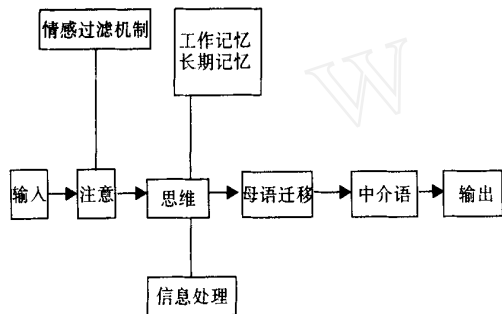 情感过滤机制
工作记忆
长期记忆
输入
注意
思维
母语迁移
中介语
输出
信息处理
W